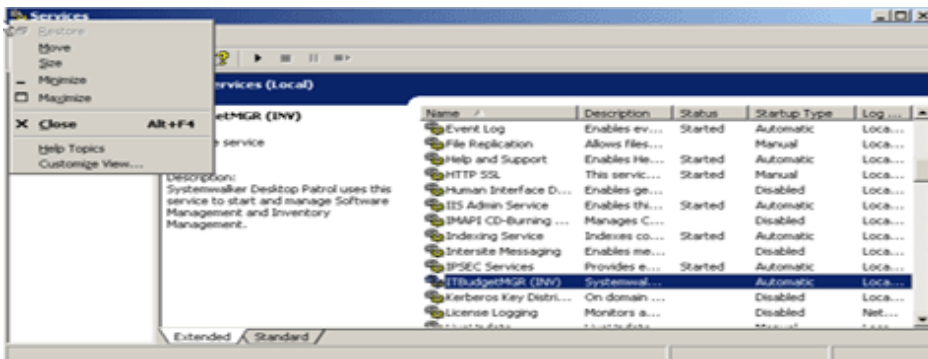 Services
Restore
Move
Size
Minimize
Maximize
Close Alt+F4
Help Topics
Customize View...
rvices (Local)
etMGR (INV)
service
Description:
Systemwalker Desktop Patrol uses this
service to start and manage Software
Management and Inventory
Management.
Name Description Status Startup Type Log ...
Event Log Enables ev... Started Automatic Loca...
File Replication Allows files... Manual Loca...
Help and Support Enables He... Started Automatic Loca...
HTTP SSL This servic... Started Manual Loca...
Human Interface D... Enables ge... Disabled Loca...
IIS Admin Service Enables thi... Started Automatic Loca...
IMAPI CD-Burning ... Manages C... Disabled Loca...
Indexing Service Indexes co... Started Automatic Loca...
Intersite Messaging Enables me... Disabled Loca...
IPSEC Services Provides e... Started Automatic Loca...
ITBudgetMGR (INV) Systemwal... Automatic Loca...
Kerberos Key Distri... On domain ... Disabled Loca...
License Logging Monitors a... Disabled Net...
Extended Standard